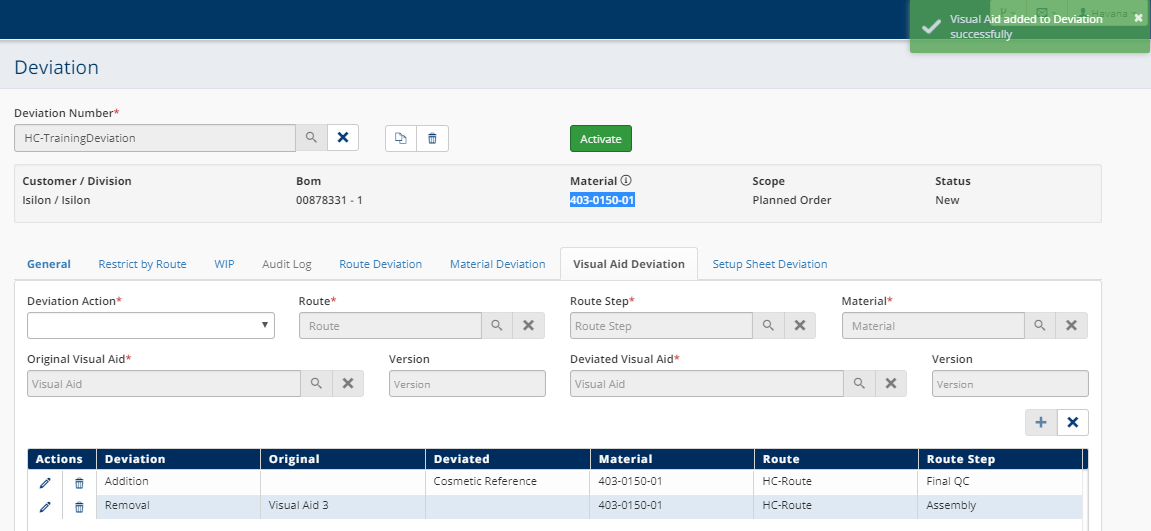 Visual Aid added to Deviation
successfully
Havana
Deviation
Deviation Number*
HC-TrainingDeviation
Activate
Customer / Division Bom Material Scope Status
Isilon / Isilon 00878331 - 1 403-0150-01 Planned Order New
General Restrict by Route WIP Audit Log Route Deviation Material Deviation Visual Aid Deviation Setup Sheet Deviation
Deviation Action* Route* Route Step* Material*
Route Route Step Material
Original Visual Aid* Version Deviated Visual Aid* Version
Visual Aid Version Visual Aid Version
Actions Deviation Original Deviated Material Route Route Step
Addition Cosmetic Reference 403-0150-01 HC-Route Final QC
Removal Visual Aid 3 403-0150-01 HC-Route Assembly